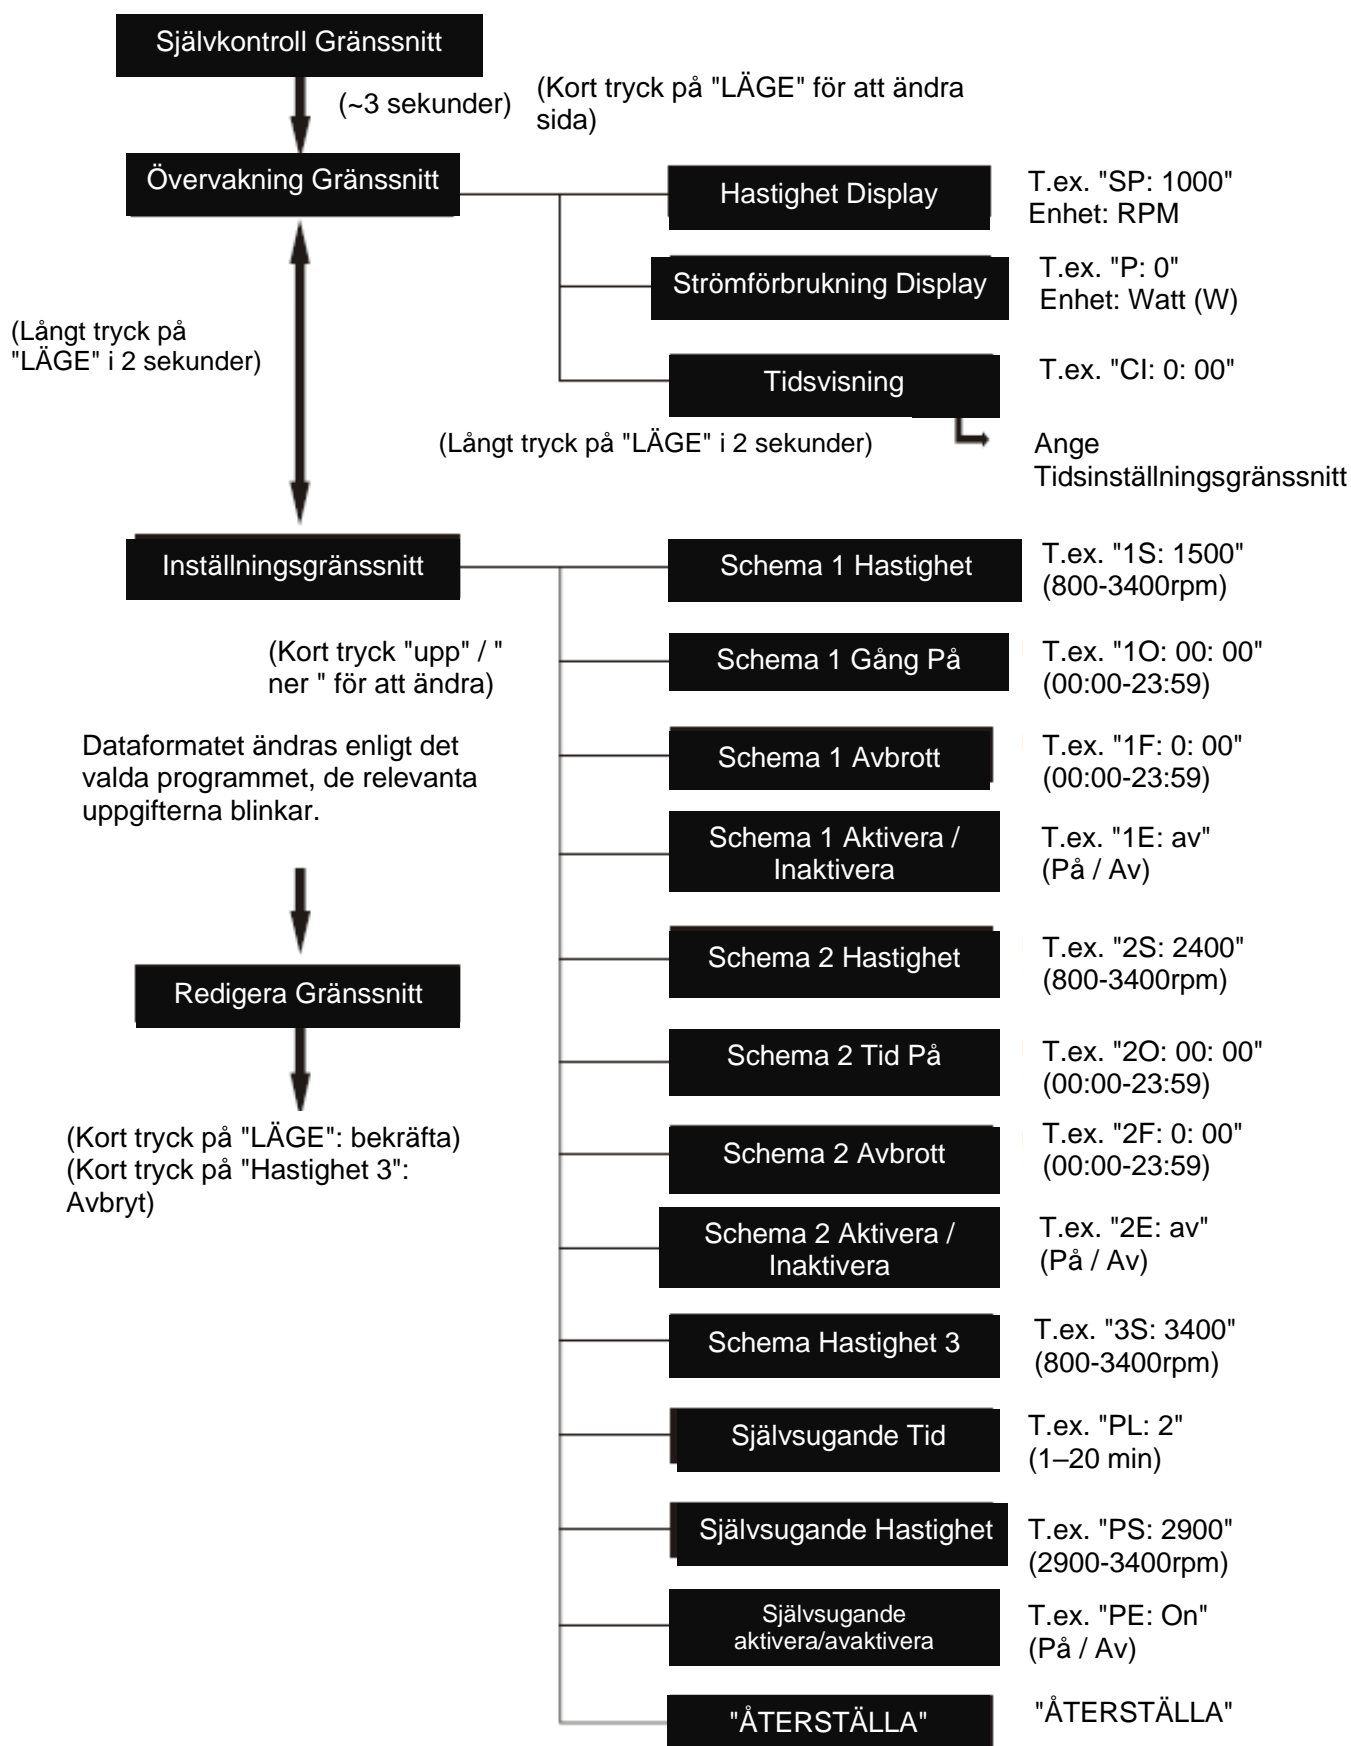 Självkontroll Gränssnitt
(~3 sekunder)
(Kort tryck på "LÄGE" för att ändra
sida)
Övervakning Gränssnitt
Hastighet Display
T.ex. "SP: 1000"
Enhet: RPM
Strömförbrukning Display
T.ex. "P: 0"
Enhet: Watt (W)
(Långt tryck på
"LÄGE" i 2 sekunder)
Tidsvisning
T.ex. "CI: 0: 00"
(Långt tryck på "LÄGE" i 2 sekunder)
Ange
Tidsinställningsgränssnitt
Inställningsgränssnitt
Schema 1 Hastighet
T.ex. "1S: 1500"
(800-3400rpm)
(Kort tryck "upp" / "
ner " för att ändra)
Schema 1 Gång På
T.ex. "1O: 00: 00"
(00:00-23:59)
Dataformatet ändras enligt det
valda programmet, de relevanta
uppgifterna blinkar.
Schema 1 Avbrott
T.ex. "1F: 0: 00"
(00:00-23:59)
Schema 1 Aktivera /
Inaktivera
T.ex. "1E: av"
(På / Av)
Redigera Gränssnitt
Schema 2 Hastighet
T.ex. "2S: 2400"
(800-3400rpm)
Schema 2 Tid På
T.ex. "2O: 00: 00"
(00:00-23:59)
(Kort tryck på "LÄGE": bekräfta)
(Kort tryck på "Hastighet 3":
Avbryt)
Schema 2 Avbrott
T.ex. "2F: 0: 00"
(00:00-23:59)
Schema 2 Aktivera /
Inaktivera
T.ex. "2E: av"
(På / Av)
Schema Hastighet 3
T.ex. "3S: 3400"
(800-3400rpm)
Självsugande Tid
T.ex. "PL: 2"
(1–20 min)
Självsugande Hastighet
T.ex. "PS: 2900"
(2900-3400rpm)
Självsugande
aktivera/avaktivera
T.ex. "PE: On"
(På / Av)
"ÅTERSTÄLLA"
"ÅTERSTÄLLA"